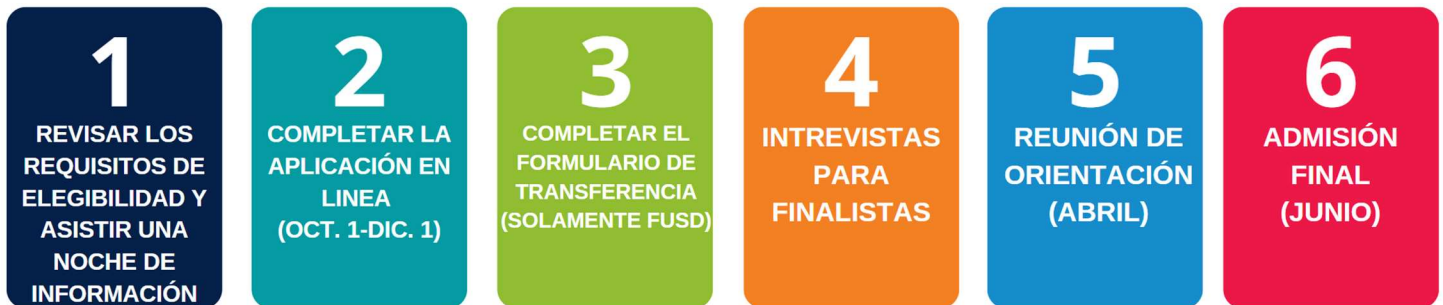 1
REVISAR LOS
REQUISITOS DE
ELEGIBILIDAD Y
ASISTIR UNA
NOCHE DE
INFORMACIÓN
2
COMPLETAR LA
APLICACIÓN EN
LINEA
(OCT. 1-DIC. 1)
3
COMPLETAR EL
FORMULARIO DE
TRANSFERENCIA
(SOLAMENTE FUSD)
4
INTREVISTAS
PARA
FINALISTAS
5
REUNIÓN DE
ORIENTACIÓN
(ABRIL)
6
ADMISIÓN
FINAL
(JUNIO)